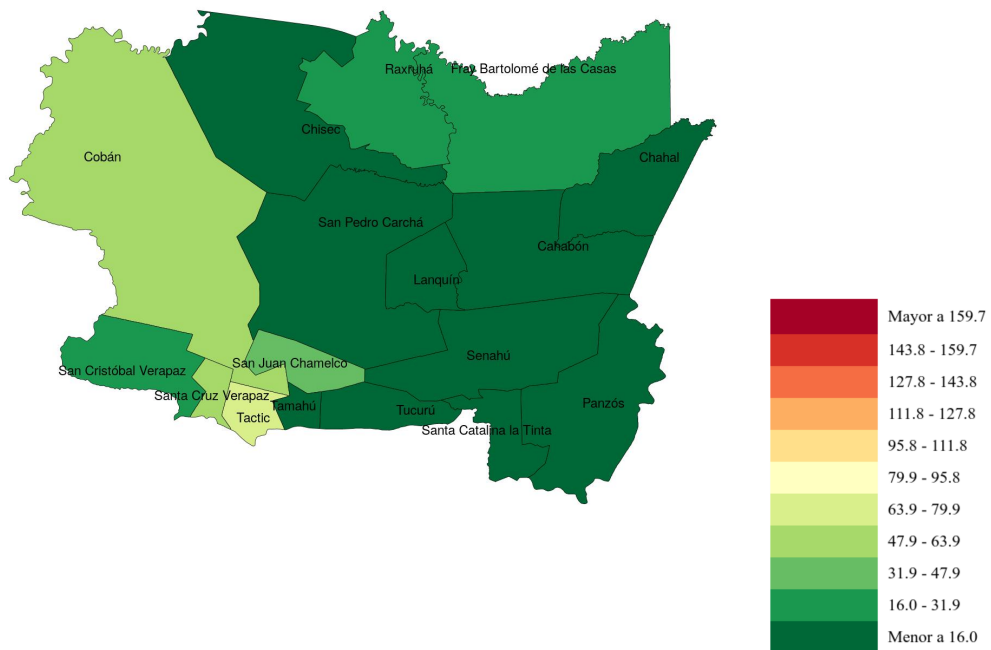 Raxruhá
Fray Bartolomé de las Casas
Chisec
Cobán
Chahal
San Pedro Carchá
Cahabón
Lanquín
Senahú
San Juan Chamelco
San Cristóbal Verapaz
Santa Cruz Verapaz
Tamahú
Tactic
Tucurú
Panzós
Santa Catalina la Tinta
Mayor a 159.7
143.8 - 159.7
127.8 - 143.8
111.8 - 127.8
95.8 - 111.8
79.9 - 95.8
63.9 - 79.9
47.9 - 63.9
31.9 - 47.9
16.0 - 31.9
Menor a 16.0